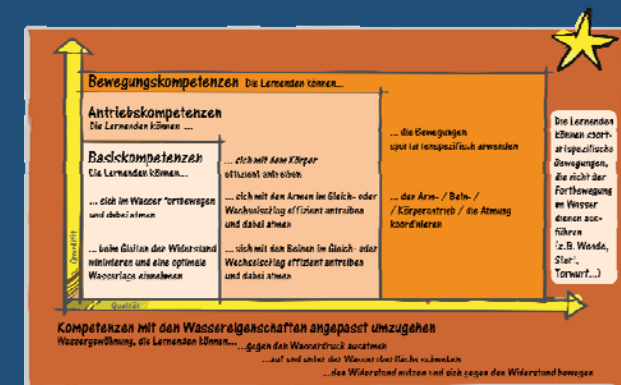 Bewegungskompetenzen Die Lernenden können...
Antriebskompetenzen
Die Lernenden können ...
Basiskompetenzen
Die Lernenden können...
... sich im Wasser fortbewegen
und dabei atmen
... beim Gleiten den Widerstand
minimieren und eine optimale
Wasserlage einnehmen
... sich mit dem Körper
effizient antreiben
... sich mit den Armen im Gleich- oder
Wechselschlag effizient antreiben
und dabei atmen
... sich mit den Beinen im Gleich- oder
Wechselschlag effizient antreiben
und dabei atmen
... die Bewegungen
sportartenspezifisch anwenden
... den Arm- / Bein- /
/ Körperantrieb / die Atmung
koordinieren
Die Lernenden
können sport-
artspezifische
Bewegungen,
die nicht der
Fortbewegung
im Wasser
dienen aus-
führen
(z.B. Wende,
Start,
Torwurf...)
Quantität
Qualität
Kompetenzen mit den Wassereigenschaften angepasst umzugehen
Wassergewöhnung, die Lernenden können...
...gegen den Wasserdruck ausatmen
...auf und unter der Wasseroberfläche schweben
...den Widerstand nutzen und sich gegen den Widerstand bewegen